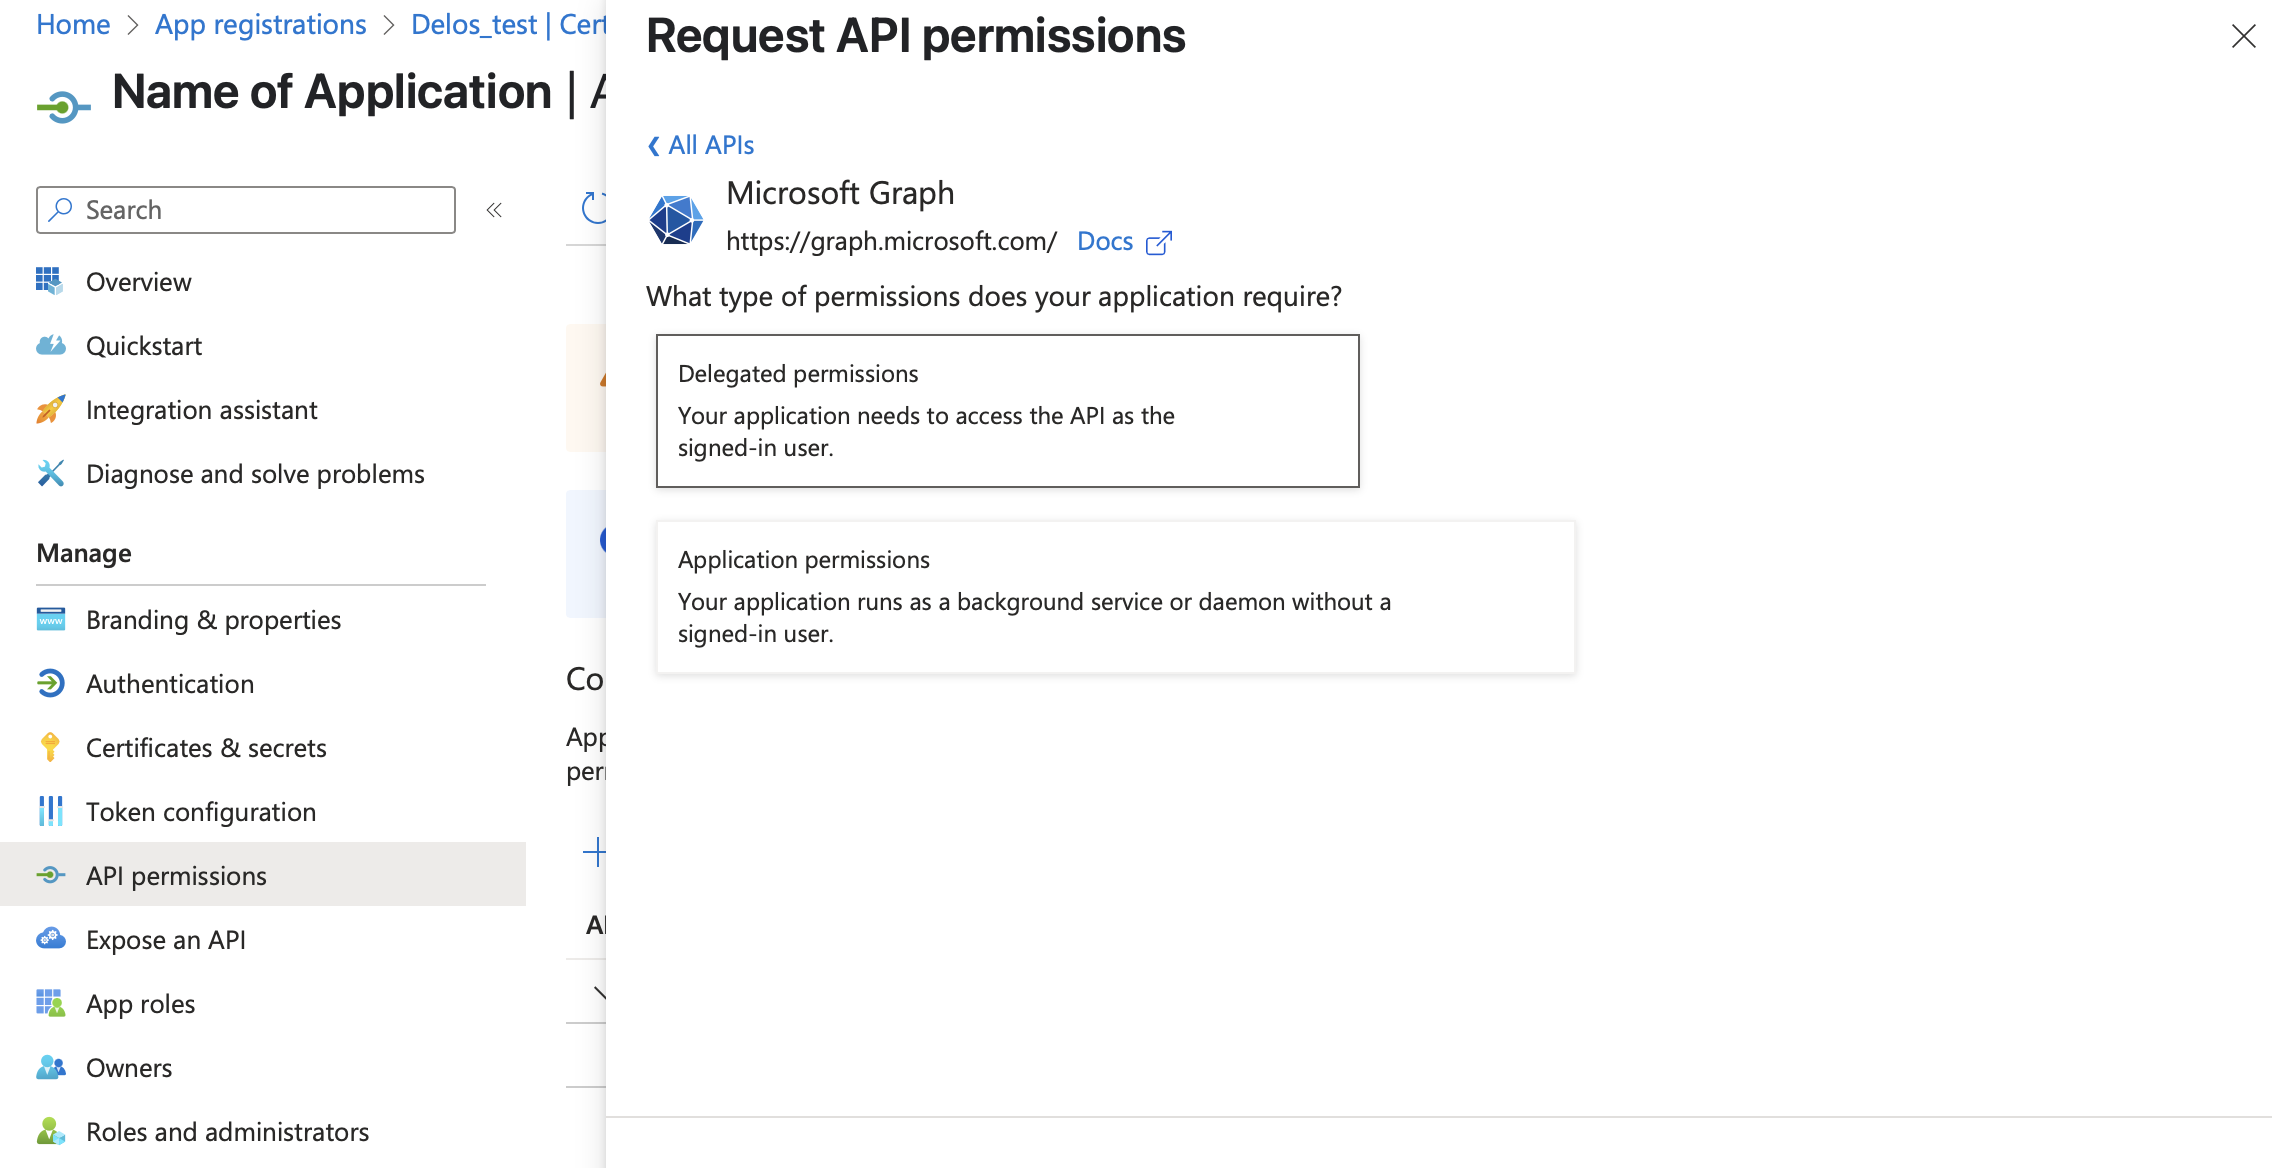 Home > App registrations > Delos_test | Cert
Name of Application |
Search
Overview
Quickstart
Integration assistant
Diagnose and solve problems
Manage
Branding & properties
Authentication
Certificates & secrets
Token configuration
API permissions
Expose an API
App roles
Owners
Roles and administrators
Co
App
per
Request API permissions
All APIs
Microsoft Graph
https://graph.microsoft.com/ Docs
What type of permissions does your application require?
Delegated permissions
Your application needs to access the API as the
signed-in user.
Application permissions
Your application runs as a background service or daemon without a
signed-in user.